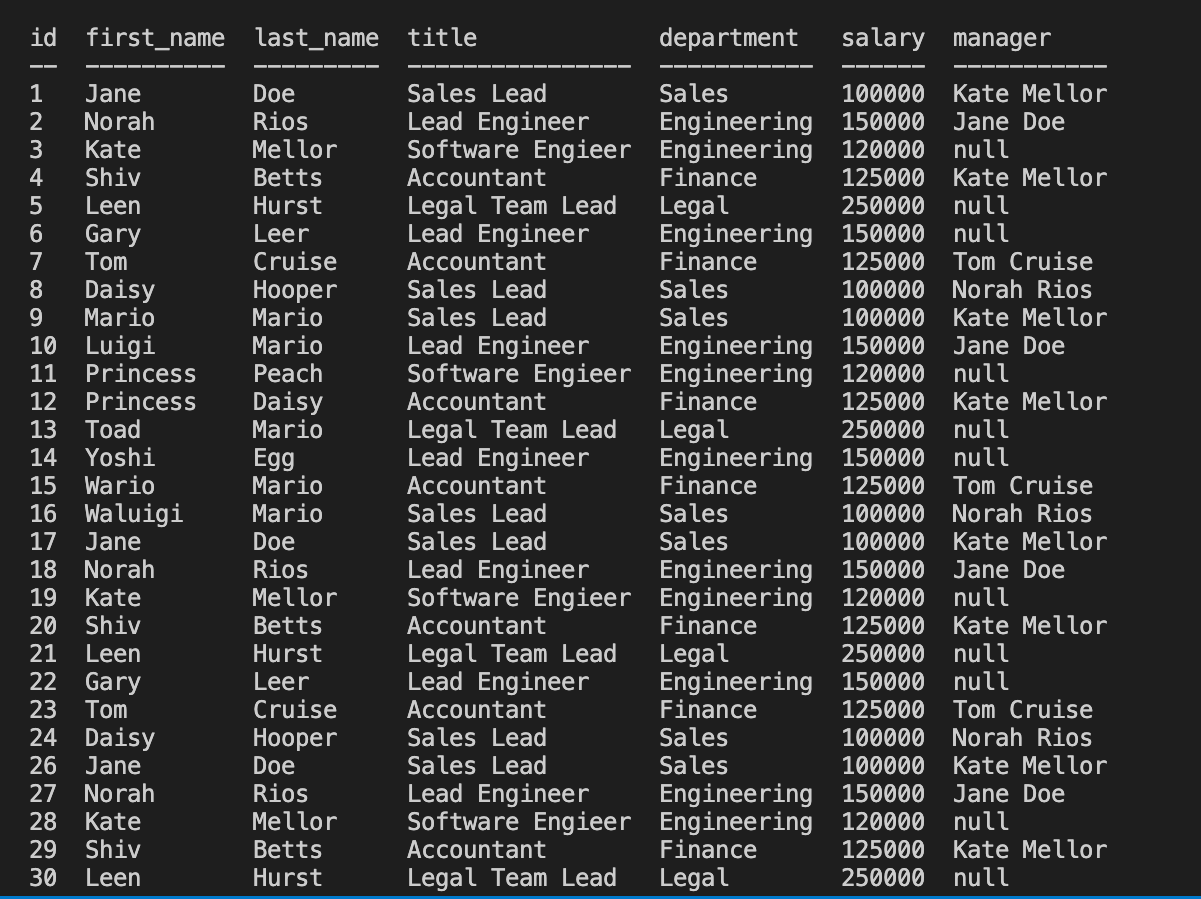 id  first_name  last_name  title             department   salary  manager
--  ----------  ---------  ----------------  -----------  ------  -----------
1   Jane        Doe        Sales Lead        Sales        100000  Kate Mellor
2   Norah       Rios       Lead Engineer     Engineering  150000  Jane Doe
3   Kate        Mellor     Software Engieer  Engineering  120000  null
4   Shiv        Betts      Accountant        Finance      125000  Kate Mellor
5   Leen        Hurst      Legal Team Lead   Legal        250000  null
6   Gary        Leer       Lead Engineer     Engineering  150000  null
7   Tom         Cruise     Accountant        Finance      125000  Tom Cruise
8   Daisy       Hooper     Sales Lead        Sales        100000  Norah Rios
9   Mario       Mario      Sales Lead        Sales        100000  Kate Mellor
10  Luigi       Mario      Lead Engineer     Engineering  150000  Jane Doe
11  Princess    Peach      Software Engieer  Engineering  120000  null
12  Princess    Daisy      Accountant        Finance      125000  Kate Mellor
13  Toad        Mario      Legal Team Lead   Legal        250000  null
14  Yoshi       Egg        Lead Engineer     Engineering  150000  null
15  Wario       Mario      Accountant        Finance      125000  Tom Cruise
16  Waluigi     Mario      Sales Lead        Sales        100000  Norah Rios
17  Jane        Doe        Sales Lead        Sales        100000  Kate Mellor
18  Norah       Rios       Lead Engineer     Engineering  150000  Jane Doe
19  Kate        Mellor     Software Engieer  Engineering  120000  null
20  Shiv        Betts      Accountant        Finance      125000  Kate Mellor
21  Leen        Hurst      Legal Team Lead   Legal        250000  null
22  Gary        Leer       Lead Engineer     Engineering  150000  null
23  Tom         Cruise     Accountant        Finance      125000  Tom Cruise
24  Daisy       Hooper     Sales Lead        Sales        100000  Norah Rios
26  Jane        Doe        Sales Lead        Sales        100000  Kate Mellor
27  Norah       Rios       Lead Engineer     Engineering  150000  Jane Doe
28  Kate        Mellor     Software Engieer  Engineering  120000  null
29  Shiv        Betts      Accountant        Finance      125000  Kate Mellor
30  Leen        Hurst      Legal Team Lead   Legal        250000  null